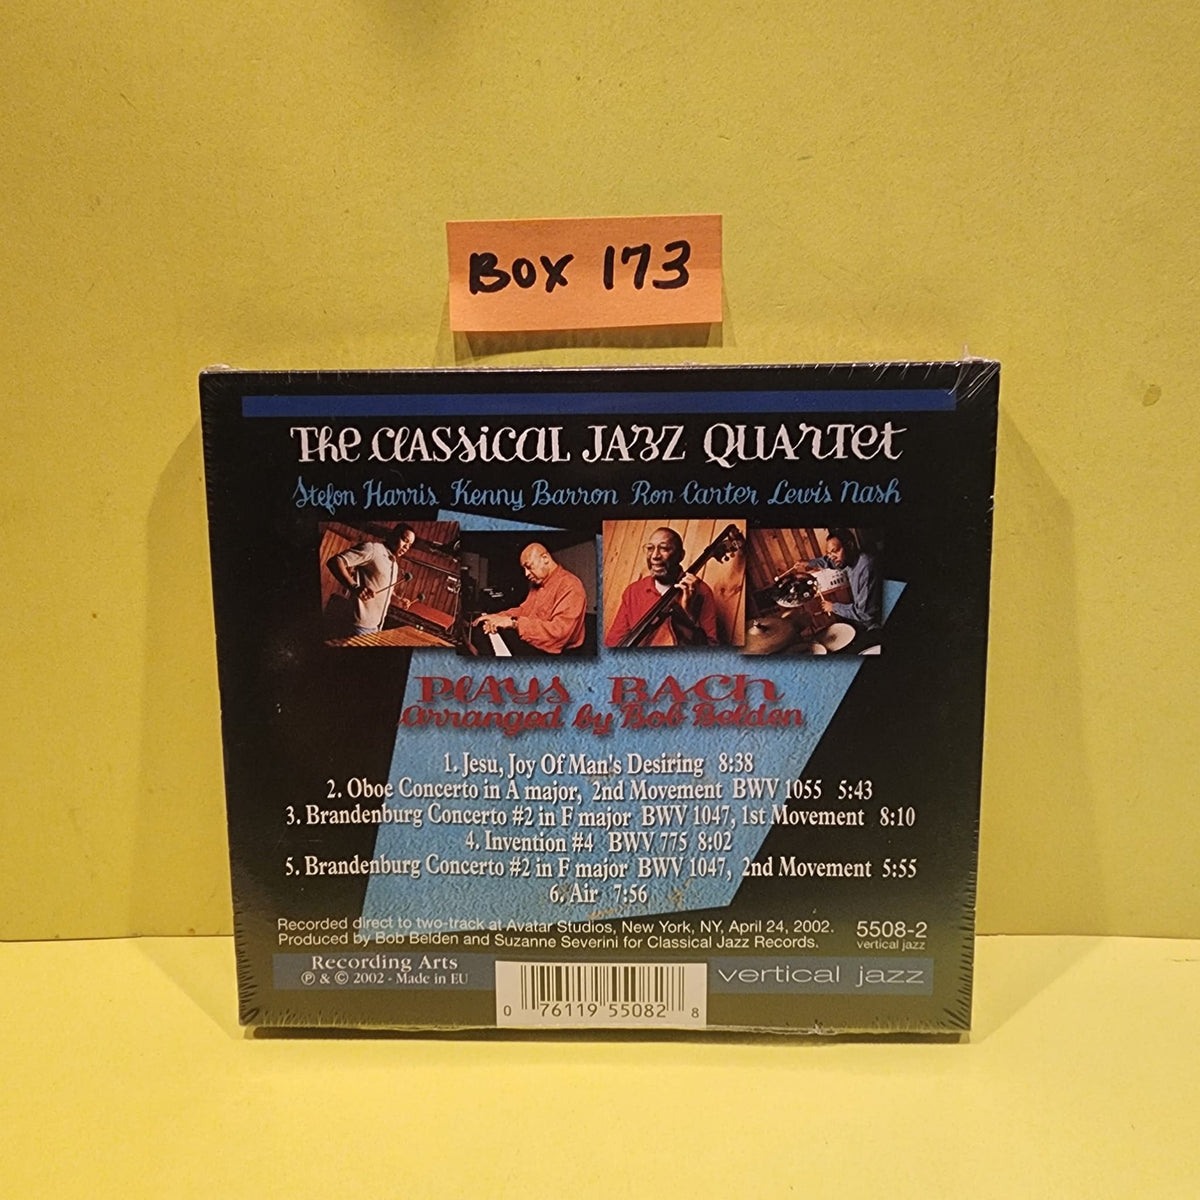 BOX 173
The Classical Jazz Quartet
Stefon Harris Kenny Barron Ron Carter Lewis Nash
Plays Bach
Arranged by Bob Belden
1. Jesu, Joy Of Man's Desiring 8:38
2. Oboe Concerto in A major, 2nd Movement BWV 1055 5:43
3. Brandenburg Concerto #2 in F major BWV 1047, 1st Movement 8:10
4. Invention #4 BWV 775 8:02
5. Brandenburg Concerto #2 in F major BWV 1047, 2nd Movement 5:55
6. Air 7:56
Recorded direct to two-track at Avatar Studios, New York, NY, April 24, 2002.
Produced by Bob Belden and Suzanne Severini for Classical Jazz Records.
5508-2
vertical jazz
Recording Arts
℗ & © 2002 - Made in EU
vertical jazz
0 76119 55082 8